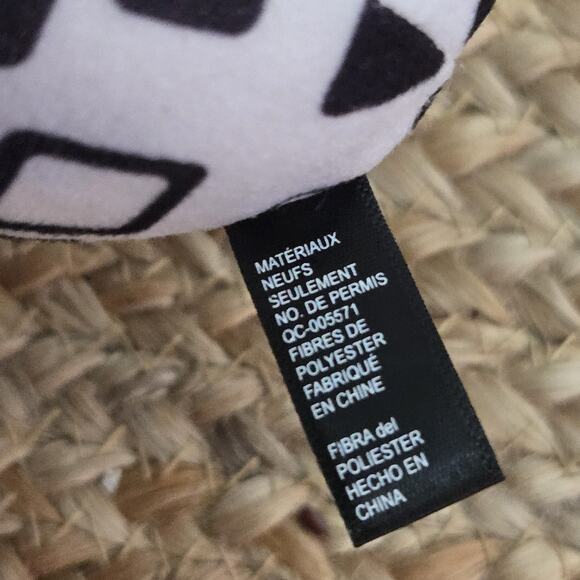 MATÉRIAUX
NEUFS
SEULEMENT
NO. DE PERMIS
QC-005571
FIBRES DE
POLYESTER
FABRIQUÉ
EN CHINE
FIBRA del
POLIESTER
HECHO EN
CHINA